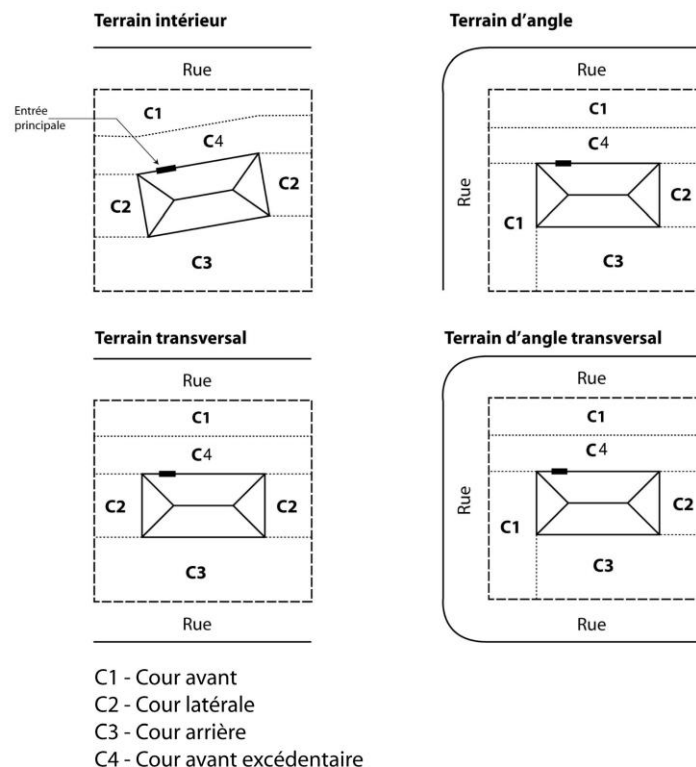 Terrain intérieur
Rue
Entrée
principale
C1
C4
C2
C2
C3
Terrain d'angle
Rue
Rue
C1
C4
C1
C2
C3
Terrain transversal
Rue
C1
C4
C2
C2
C3
Rue
Terrain d'angle transversal
Rue
Rue
C1
C4
C1
C2
C3
Rue
C1 - Cour avant
C2 - Cour latérale
C3 - Cour arrière
C4 - Cour avant excédentaire